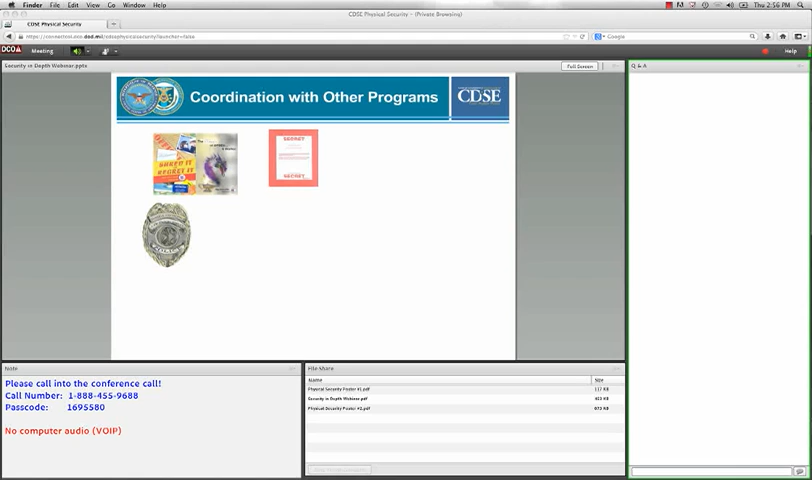 Finder File Edit View History Bookmarks Window Help
Thu 2:56 PM
CDSE Physical Security – (Private Browsing)
CDSE Physical Security
Google
DCO
Meeting
Help
Security in Depth Webinar.pptx
Full Screen
Q & A
Coordination with Other Programs
CDSE
SECRET
SECRET
Note
Please call into the conference call!
Call Number: 1-888-455-9688
Passcode: 1695580
No computer audio (VOIP)
File Share
Name Size
Physical Security Poster #1.pdf
Security in Depth Webinar.pdf
Physical Security Poster #2.pdf